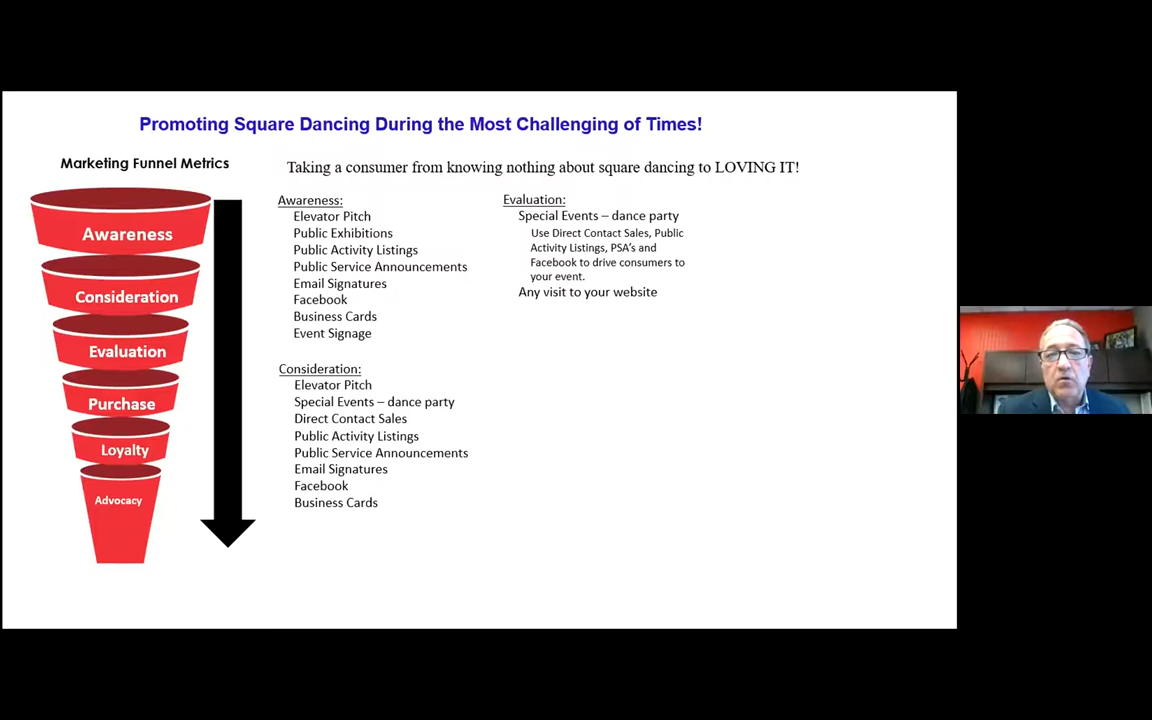 Promoting Square Dancing During the Most Challenging of Times!
Marketing Funnel Metrics
Awareness
Consideration
Evaluation
Purchase
Loyalty
Advocacy
Taking a consumer from knowing nothing about square dancing to LOVING IT!
Awareness:
Elevator Pitch
Public Exhibitions
Public Activity Listings
Public Service Announcements
Email Signatures
Facebook
Business Cards
Event Signage
Consideration:
Elevator Pitch
Special Events – dance party
Direct Contact Sales
Public Activity Listings
Public Service Announcements
Email Signatures
Facebook
Business Cards
Evaluation:
Special Events – dance party
Use Direct Contact Sales, Public
Activity Listings, PSA's and
Facebook to drive consumers to
your event.
Any visit to your website